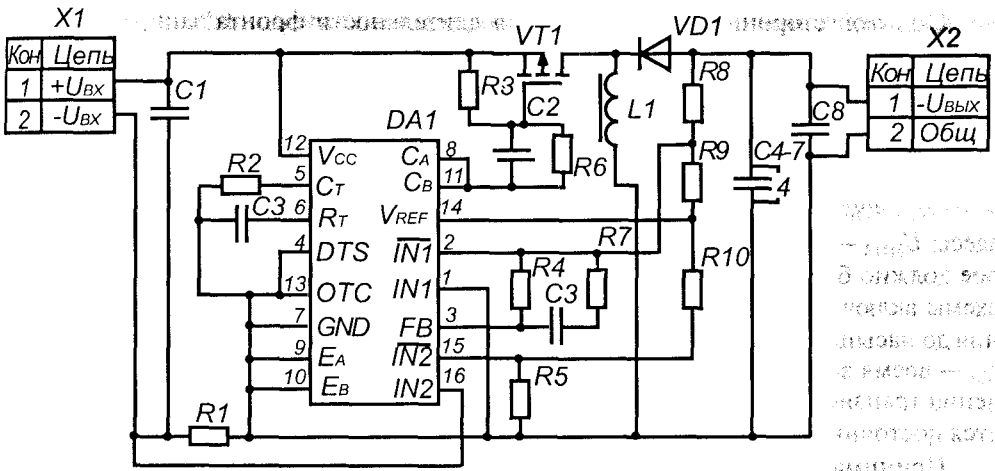 X1
Кон Цепь
1 +Uвх
2 -Uвх
C1
VT1
VD1
R3
C2
R6
L1
R8
R9
X2
Кон Цепь
1 -Uвых
2 Общ
C8
C4-7
4
DA1
R2
C3
12 Vcc
5 CT
6 RT
4 DTS
13 OTC
7 GND
9 EA
10 EB
CA 8
CB 11
VREF 14
IN1 2
IN1 1
FB 3
IN2 15
IN2 16
R4
C3
R7
R10
R5
R1